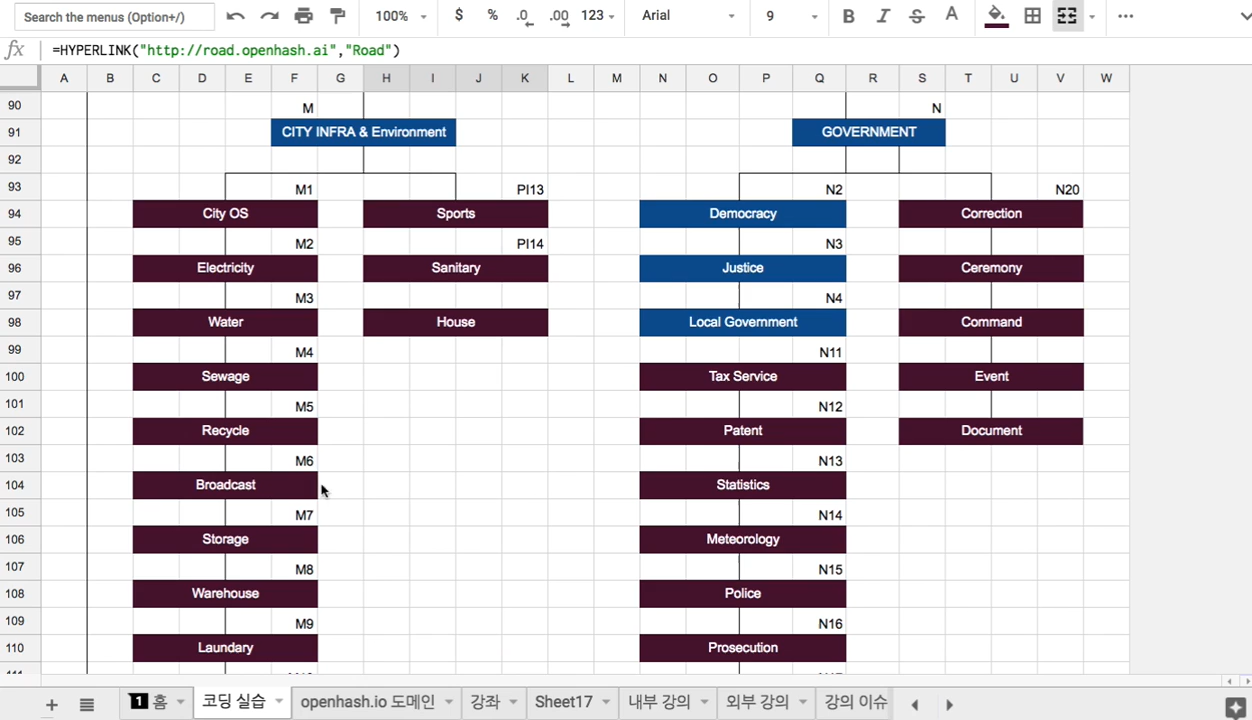 Search the menus (Option+/) 100% $ % .0 .00 123 Arial 9 B I S A
fx =HYPERLINK("http://road.openhash.ai","Road")
A B C D E F G H I J K L M N O P Q R S T U V W
90 M N
91 CITY INFRA & Environment GOVERNMENT
92
93 M1 PI13 N2 N20
94 City OS Sports Democracy Correction
95 M2 PI14 N3
96 Electricity Sanitary Justice Ceremony
97 M3 N4
98 Water House Local Government Command
99 M4 N11
100 Sewage Tax Service Event
101 M5 N12
102 Recycle Patent Document
103 M6 N13
104 Broadcast Statistics
105 M7 N14
106 Storage Meteorology
107 M8 N15
108 Warehouse Police
109 M9 N16
110 Laundary Prosecution
1 홈 코딩 실습 openhash.io 도메인 강좌 Sheet17 내부 강의 외부 강의 강의 이슈